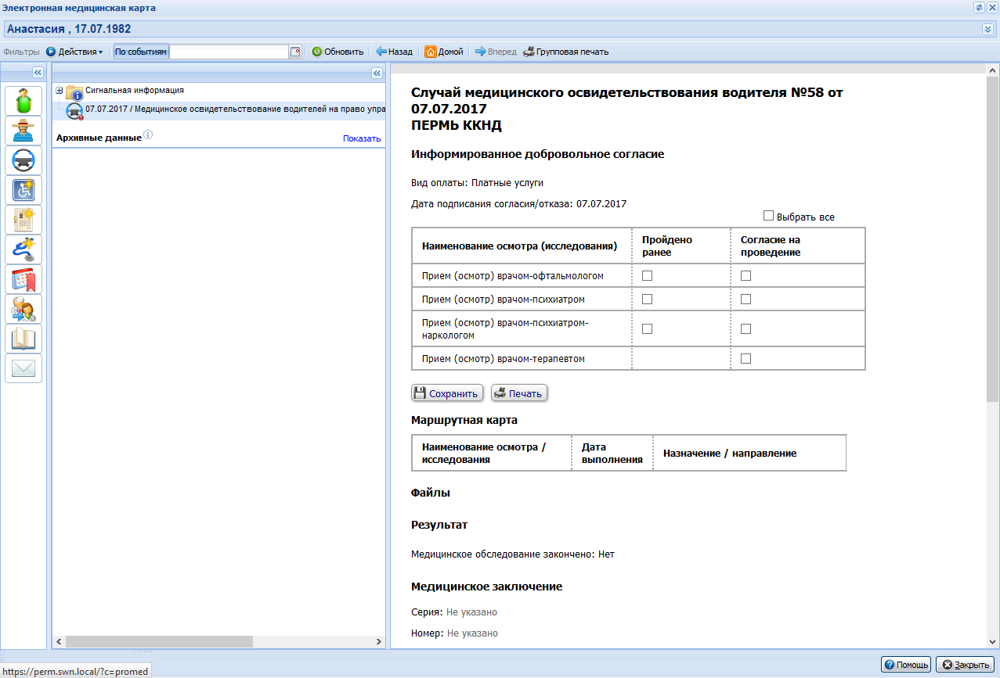 Электронная медицинская карта
Анастасия , 17.07.1982
Фильтры Действия По событиям Обновить Назад Домой Вперед Групповая печать
Сигнальная информация
07.07.2017 / Медицинское освидетельствование водителей на право упра
Архивные данные Показать
Случай медицинского освидетельствования водителя №58 от
07.07.2017
ПЕРМЬ ККНД
Информированное добровольное согласие
Вид оплаты: Платные услуги
Дата подписания согласия/отказа: 07.07.2017
Выбрать все
Наименование осмотра (исследования)
Пройдено
ранее
Согласие на
проведение
Прием (осмотр) врачом-офтальмологом
Прием (осмотр) врачом-психиатром
Прием (осмотр) врачом-психиатром-
наркологом
Прием (осмотр) врачом-терапевтом
Сохранить Печать
Маршрутная карта
Наименование осмотра /
исследования
Дата
выполнения
Назначение / направление
Файлы
Результат
Медицинское обследование закончено: Нет
Медицинское заключение
Серия: Не указано
Номер: Не указано
https://perm.swn.local/?c=promed
Помощь Закрыть